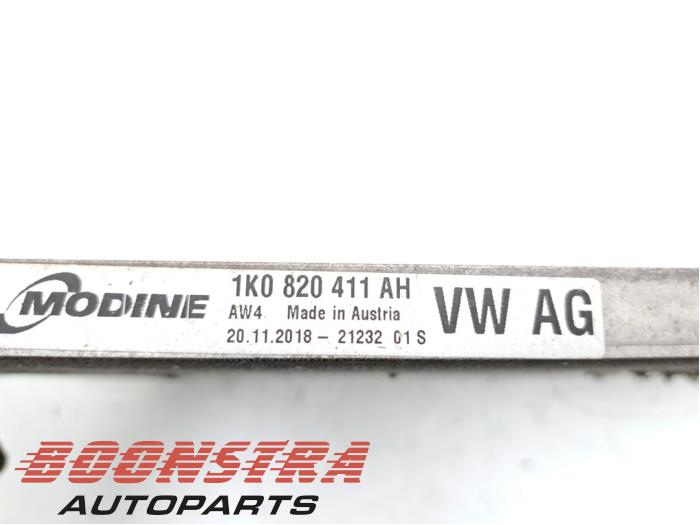 MODINE
1K0 820 411 AH
AW4 Made in Austria
20.11.2018 - 21232 01 S
VW AG
BOONSTRA
AUTOPARTS